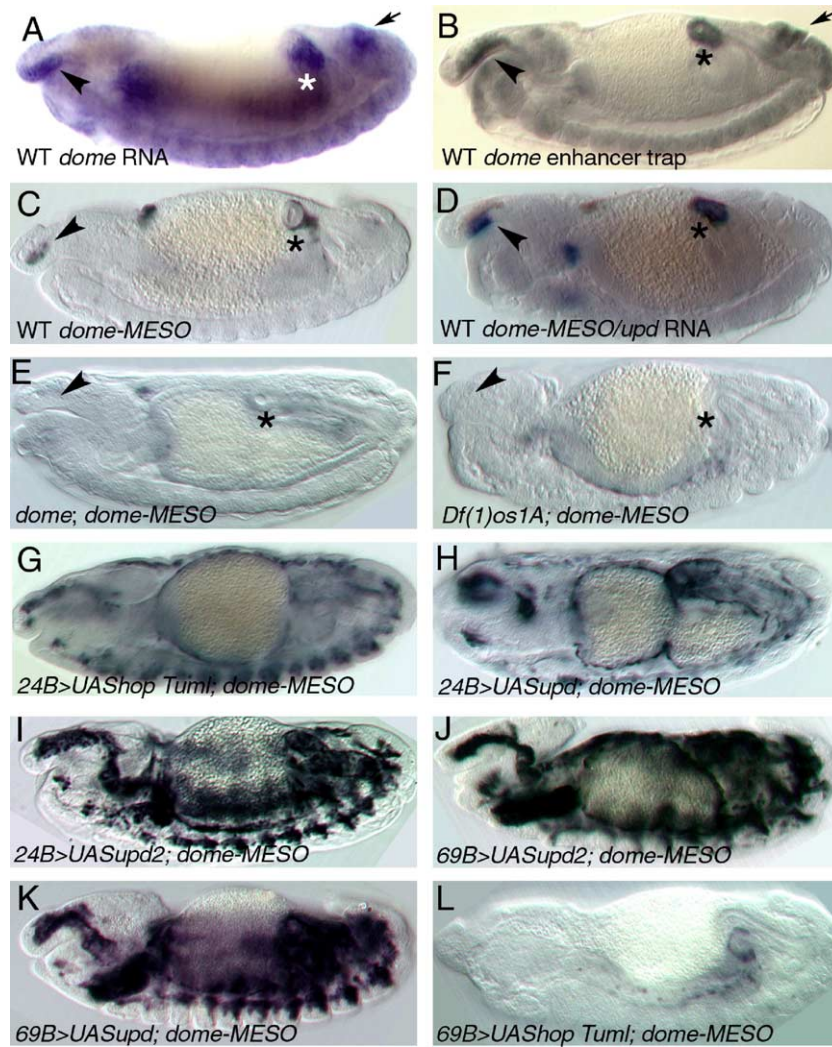 A
WT dome RNA
B
WT dome enhancer trap
C
WT dome-MESO
D
WT dome-MESO/upd RNA
E
dome; dome-MESO
F
Df(1)os1A; dome-MESO
G
24B>UAShop Tuml; dome-MESO
H
24B>UASupd; dome-MESO
I
24B>UASupd2; dome-MESO
J
69B>UASupd2; dome-MESO
K
69B>UASupd; dome-MESO
L
69B>UAShop Tuml; dome-MESO